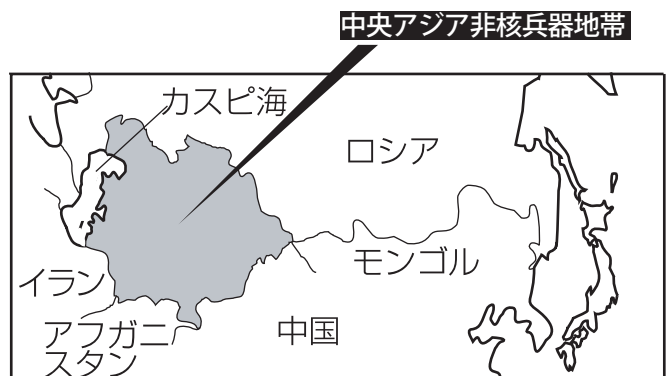 中央アジア非核兵器地帯
カスピ海
ロシア
モンゴル
イラン
アフガニ
スタン
中国